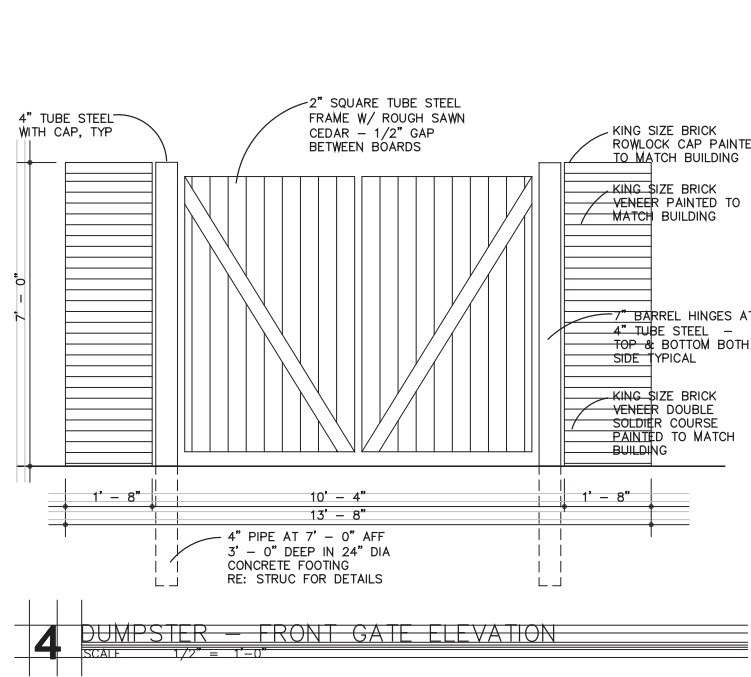 4" TUBE STEEL
WITH CAP, TYP
2" SQUARE TUBE STEEL
FRAME W/ ROUGH SAWN
CEDAR – 1/2" GAP
BETWEEN BOARDS
KING SIZE BRICK
ROWLOCK CAP PAINTE
TO MATCH BUILDING
KING SIZE BRICK
VENEER PAINTED TO
MATCH BUILDING
7' – 0"
7" BARREL HINGES AT
4" TUBE STEEL –
TOP & BOTTOM BOTH
SIDE TYPICAL
KING SIZE BRICK
VENEER DOUBLE
SOLDIER COURSE
PAINTED TO MATCH
BUILDING
1' – 8" 10' – 4" 1' – 8"
13' – 8"
4" PIPE AT 7' – 0" AFF
3' – 0" DEEP IN 24" DIA
CONCRETE FOOTING
RE: STRUC FOR DETAILS
4 DUMPSTER – FRONT GATE ELEVATION
SCALE 1/2" = 1'-0"